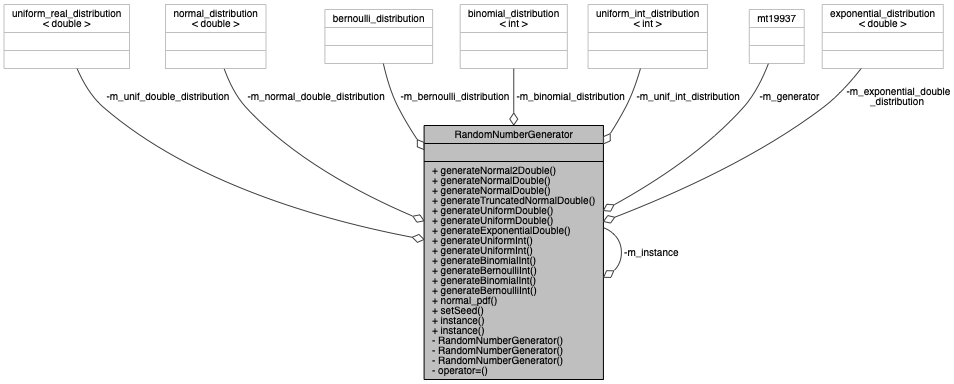 uniform_real_distribution
< double >
normal_distribution
< double >
bernoulli_distribution
binomial_distribution
< int >
uniform_int_distribution
< int >
mt19937
exponential_distribution
< double >
-m_unif_double_distribution
-m_normal_double_distribution
-m_bernoulli_distribution
-m_binomial_distribution
-m_unif_int_distribution
-m_generator
-m_exponential_double
_distribution
RandomNumberGenerator
+ generateNormal2Double()
+ generateNormalDouble()
+ generateNormalDouble()
+ generateTruncatedNormalDouble()
+ generateUniformDouble()
+ generateUniformDouble()
+ generateExponentialDouble()
+ generateUniformInt()
+ generateUniformInt()
+ generateBinomialInt()
+ generateBernoulliInt()
+ generateBinomialInt()
+ generateBernoulliInt()
+ normal_pdf()
+ setSeed()
+ instance()
+ instance()
- RandomNumberGenerator()
- RandomNumberGenerator()
- RandomNumberGenerator()
- operator=()
-m_instance